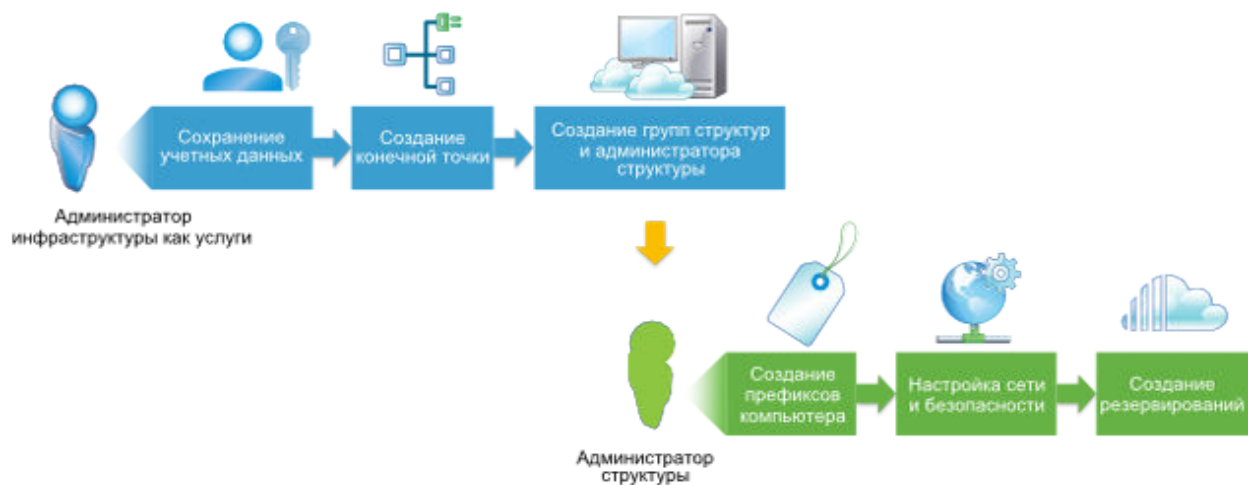 Сохранение
учетных данных
Создание
конечной точки
Создание групп структур
и администратора
структуры
Администратор
инфраструктуры как услуги
Создание
префиксов
компьютера
Настройка сети
и безопасности
Создание
резервирований
Администратор
структуры